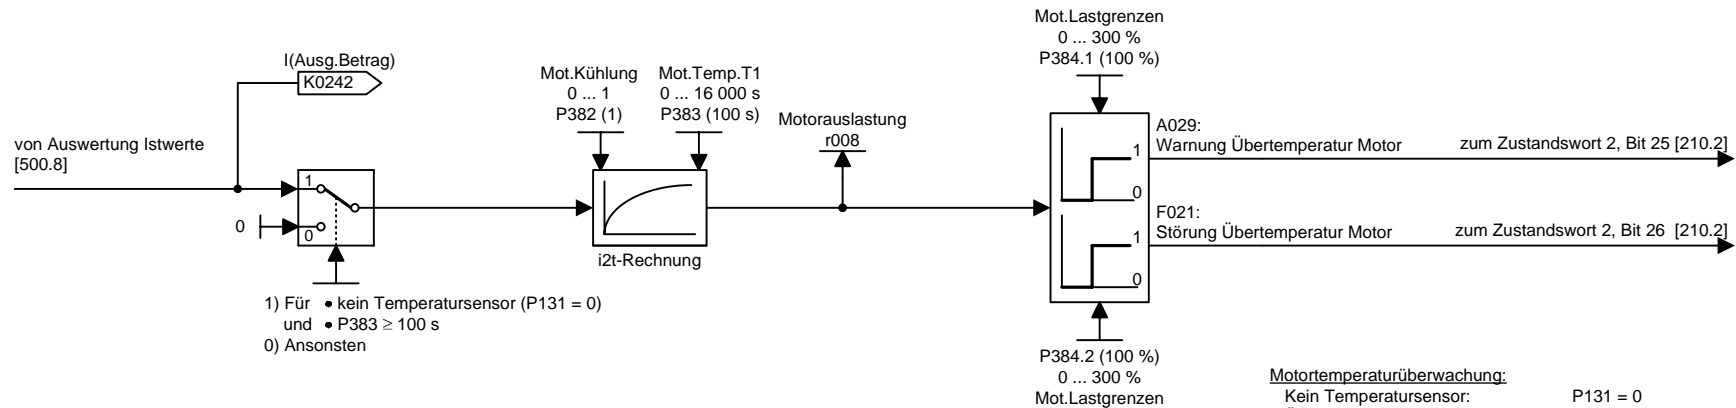 Mot.Lastgrenzen
0 ... 300 %
P384.1 (100 %)
I(Ausg.Betrag)
K0242
Mot.Kühlung
0 ... 1
P382 (1)
Mot.Temp.T1
0 ... 16 000 s
P383 (100 s)
Motorauslastung
r008
von Auswertung Istwerte
[500.8]
1
0
0
i2t-Rechnung
A029:
Warnung Übertemperatur Motor
1
0
zum Zustandswort 2, Bit 25 [210.2]
F021:
Störung Übertemperatur Motor
1
0
zum Zustandswort 2, Bit 26 [210.2]
1) Für • kein Temperatursensor (P131 = 0)
und • P383 ≥ 100 s
0) Ansonsten
P384.2 (100 %)
0 ... 300 %
Mot.Lastgrenzen
Motortemperaturüberwachung:
Kein Temperatursensor: P131 = 0